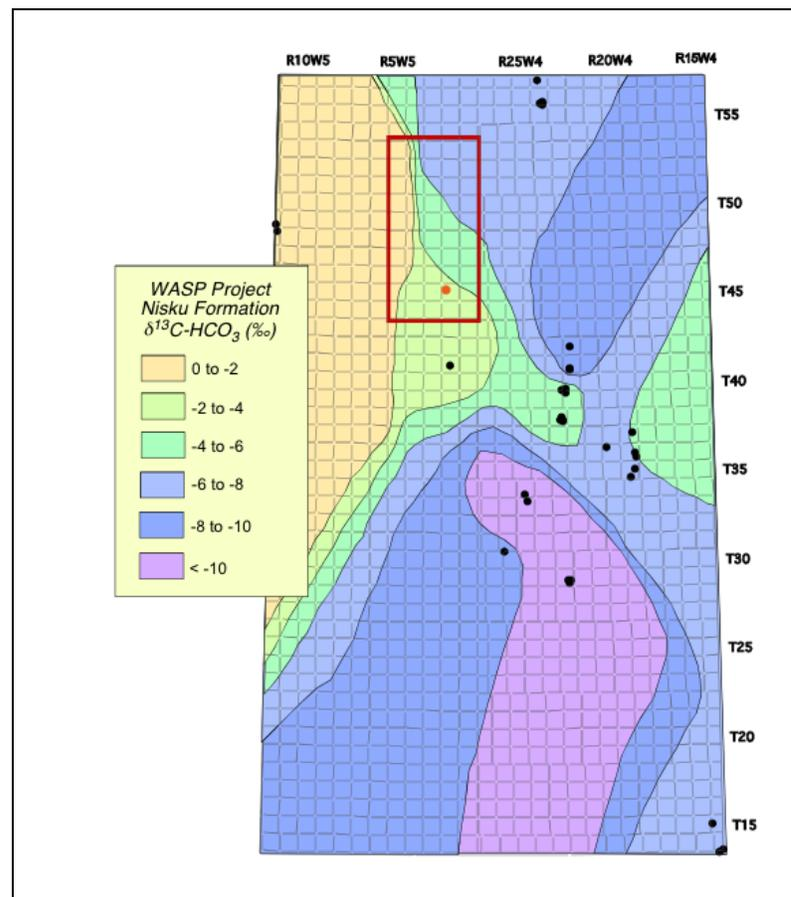 R10W5 R5W5 R25W4 R20W4 R15W4
T55
T50
T45
T40
T35
T30
T25
T20
T15
WASP Project
Nisku Formation
δ¹³C-HCO₃ (‰)
0 to -2
-2 to -4
-4 to -6
-6 to -8
-8 to -10
< -10